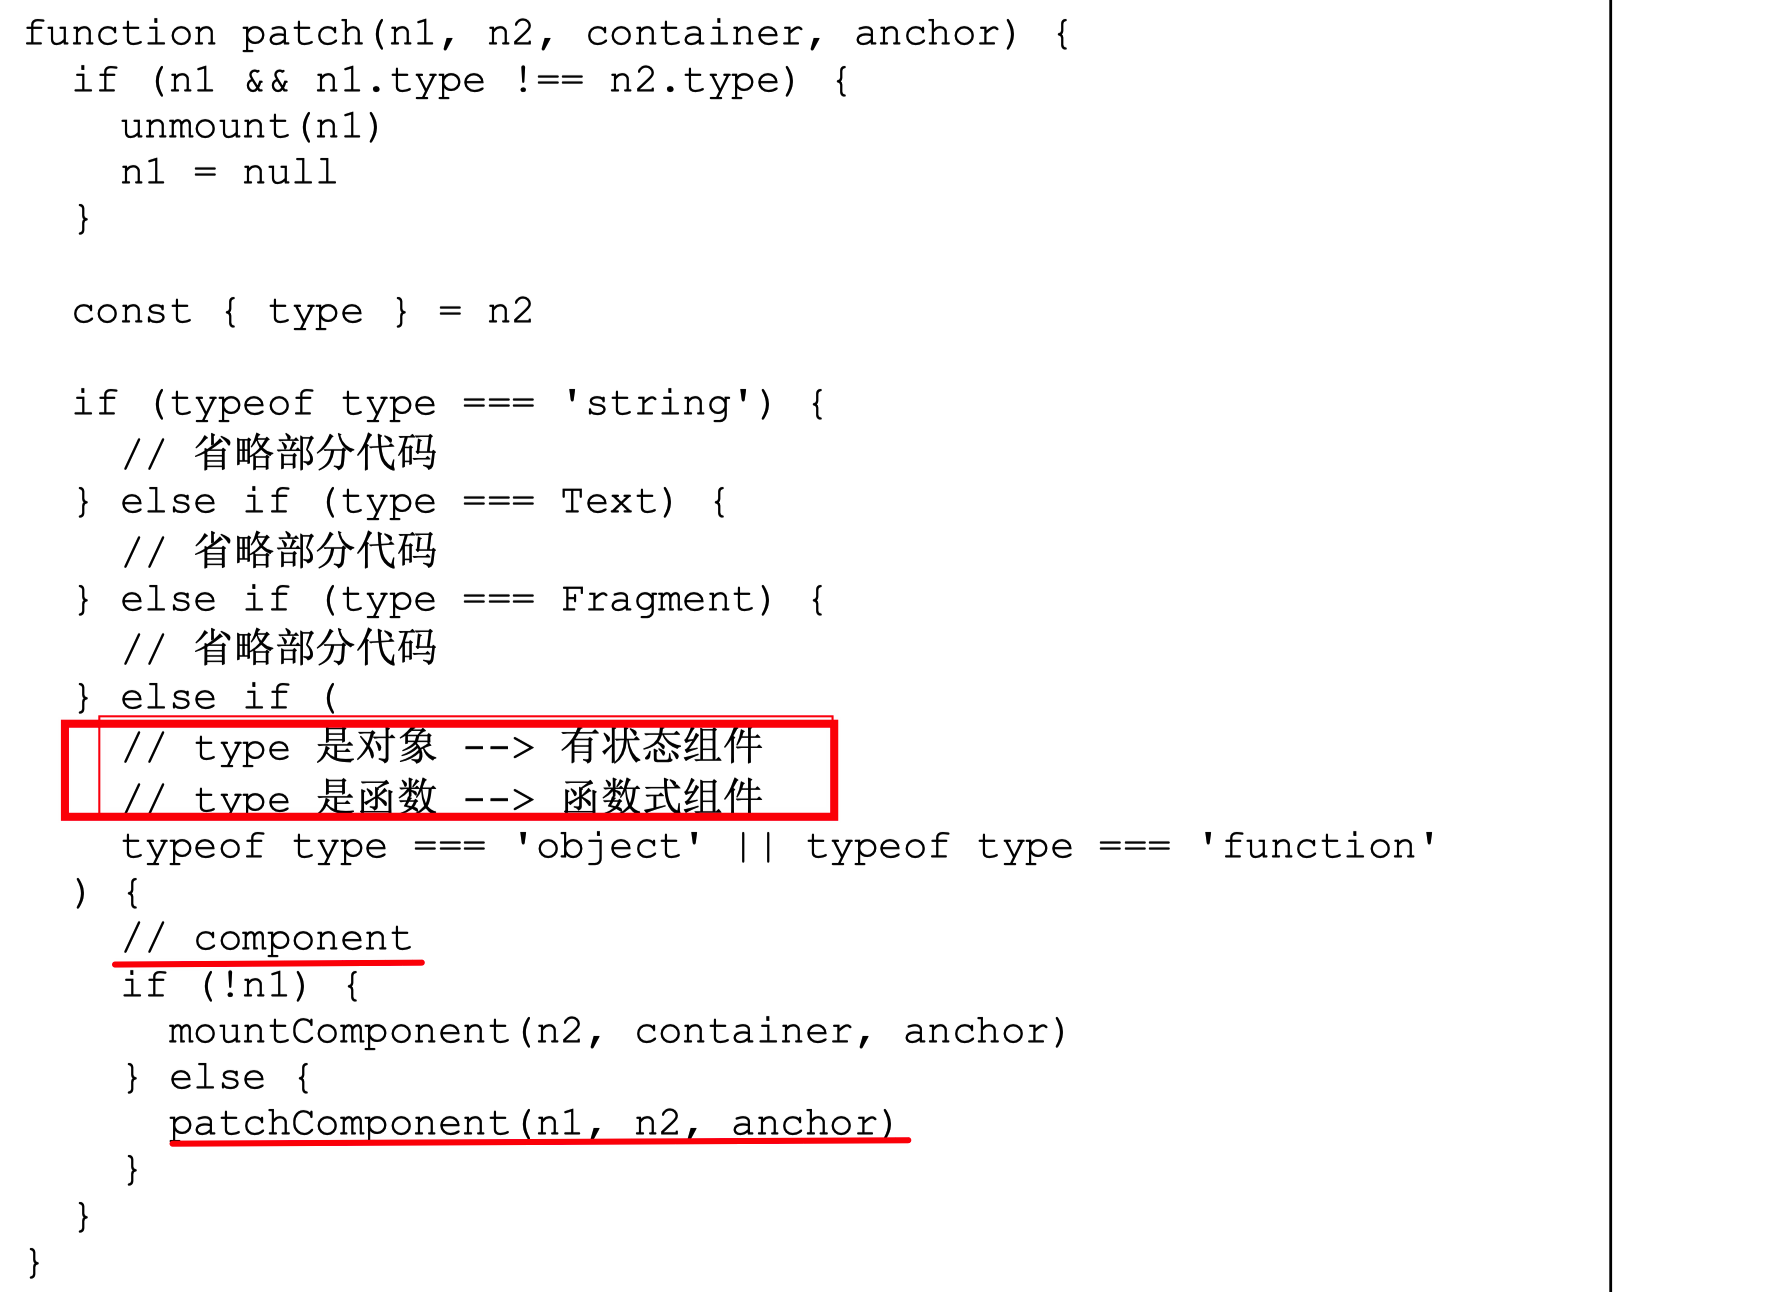 function patch(n1, n2, container, anchor) {
  if (n1 && n1.type !== n2.type) {
    unmount(n1)
    n1 = null
  }

  const { type } = n2

  if (typeof type === 'string') {
    // 省略部分代码
  } else if (type === Text) {
    // 省略部分代码
  } else if (type === Fragment) {
    // 省略部分代码
  } else if (
    // type 是对象 --> 有状态组件
    // type 是函数 --> 函数式组件
    typeof type === 'object' || typeof type === 'function'
  ) {
    // component
    if (!n1) {
      mountComponent(n2, container, anchor)
    } else {
      patchComponent(n1, n2, anchor)
    }
  }
}